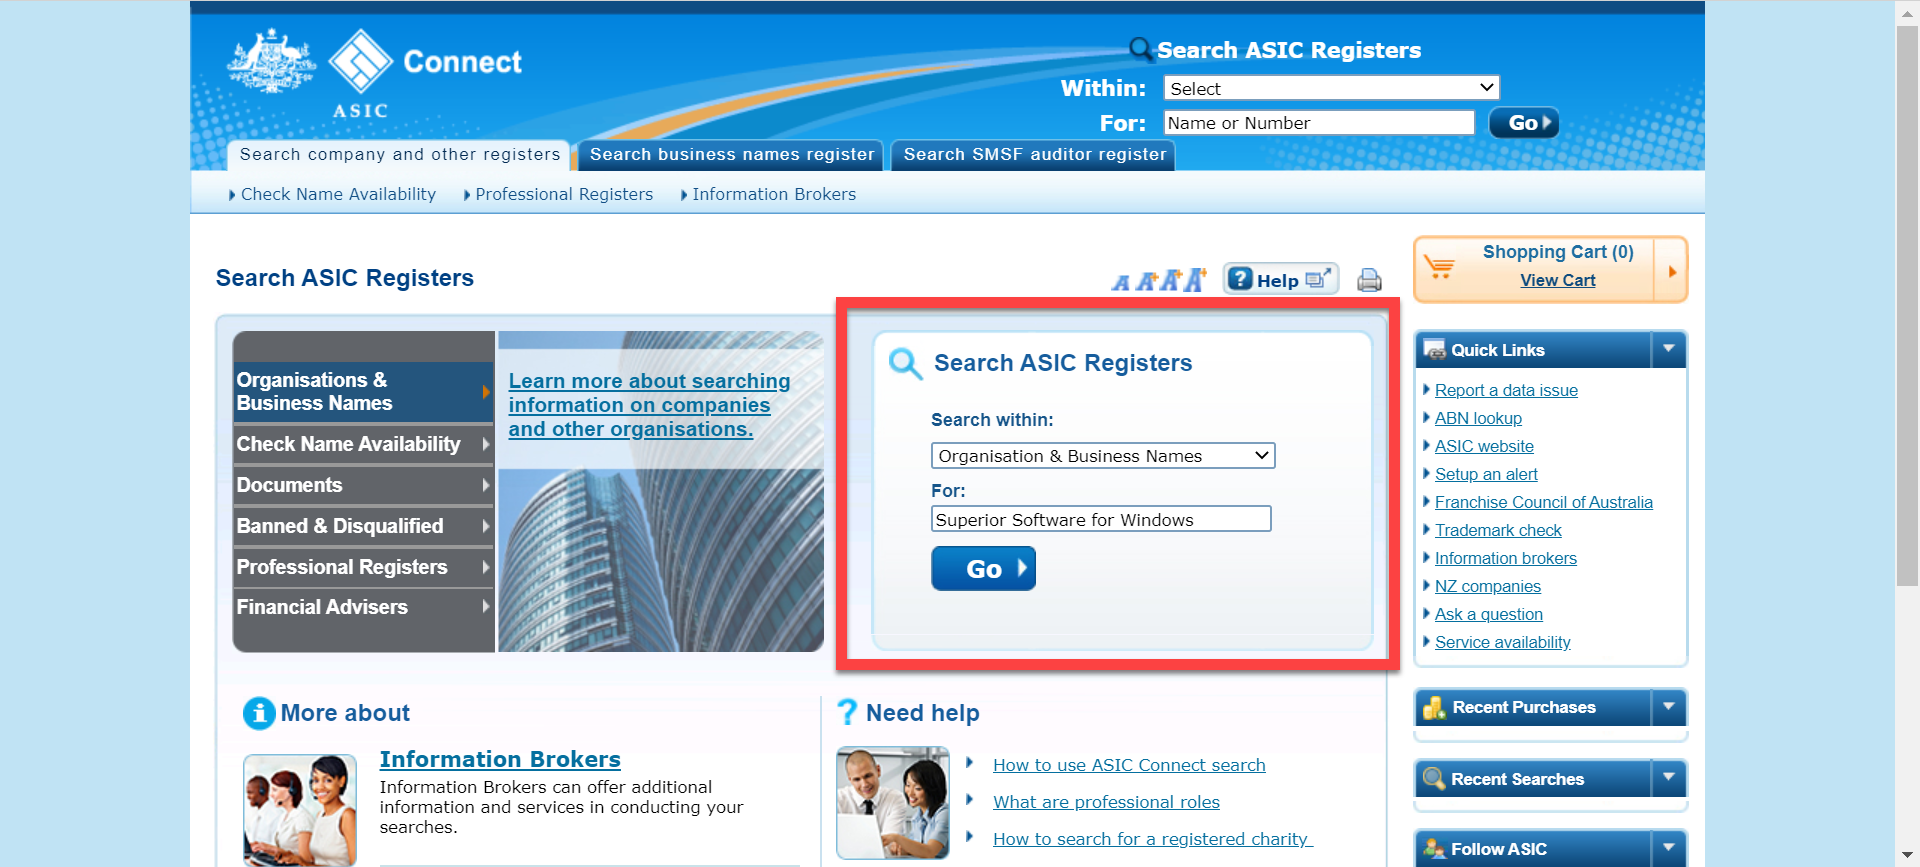 Connect
ASIC
Search ASIC Registers
Within: Select
For: Name or Number Go
Search company and other registers
Search business names register
Search SMSF auditor register
Check Name Availability
Professional Registers
Information Brokers
Search ASIC Registers
A A+ A+ A+
? Help
Shopping Cart (0)
View Cart
Organisations &
Business Names
Check Name Availability
Documents
Banned & Disqualified
Professional Registers
Financial Advisers
Learn more about searching
information on companies
and other organisations.
Search ASIC Registers
Search within:
Organisation & Business Names
For:
Superior Software for Windows
Go
Quick Links
Report a data issue
ABN lookup
ASIC website
Setup an alert
Franchise Council of Australia
Trademark check
Information brokers
NZ companies
Ask a question
Service availability
Recent Purchases
Recent Searches
Follow ASIC
i More about
Information Brokers
Information Brokers can offer additional
information and services in conducting your
searches.
? Need help
How to use ASIC Connect search
What are professional roles
How to search for a registered charity